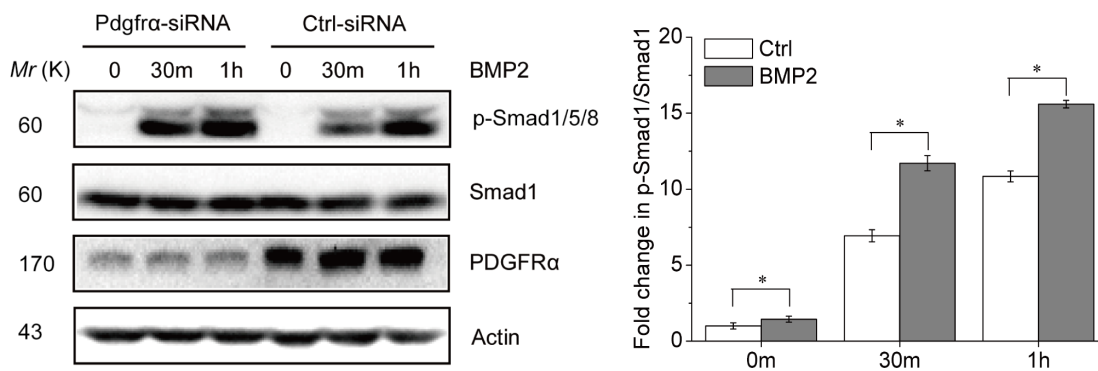 Pdgfrα-siRNA Ctrl-siRNA
Mr (K) 0 30m 1h 0 30m 1h BMP2
60 p-Smad1/5/8
60 Smad1
170 PDGFRα
43 Actin
Fold change in p-Smad1/Smad1
20
15
10
5
0
Ctrl
BMP2
*
*
*
0m 30m 1h